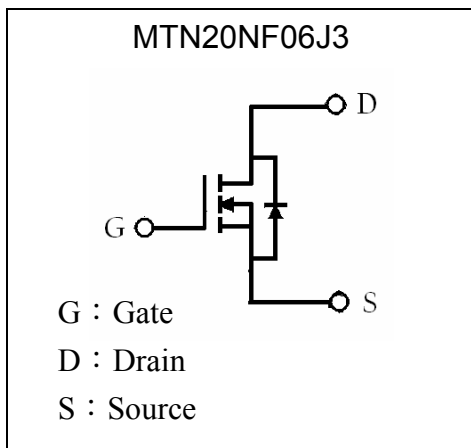 MTN20NF06J3
D
G
S
G：Gate
D：Drain
S：Source